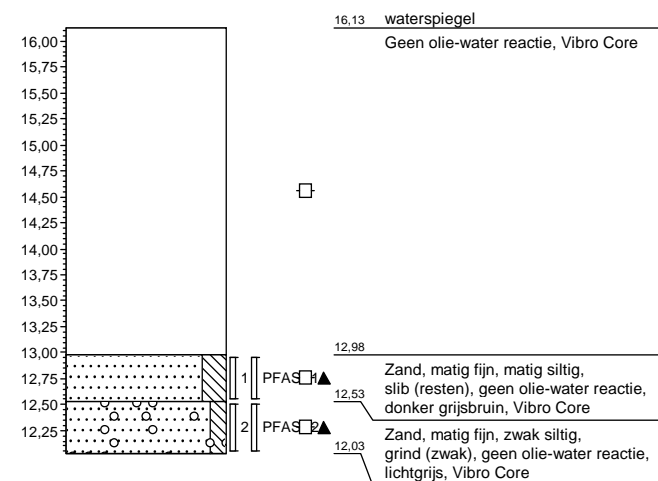 16,13 waterspiegel
Geen olie-water reactie, Vibro Core
16,00
15,75
15,50
15,25
15,00
14,75
14,50
14,25
14,00
13,75
13,50
13,25
13,00
12,75
12,50
12,25
12,98
1 PFAS 1
Zand, matig fijn, matig siltig,
slib (resten), geen olie-water reactie,
donker grijsbruin, Vibro Core
12,53
2 PFAS 2
Zand, matig fijn, zwak siltig,
grind (zwak), geen olie-water reactie,
lichtgrijs, Vibro Core
12,03